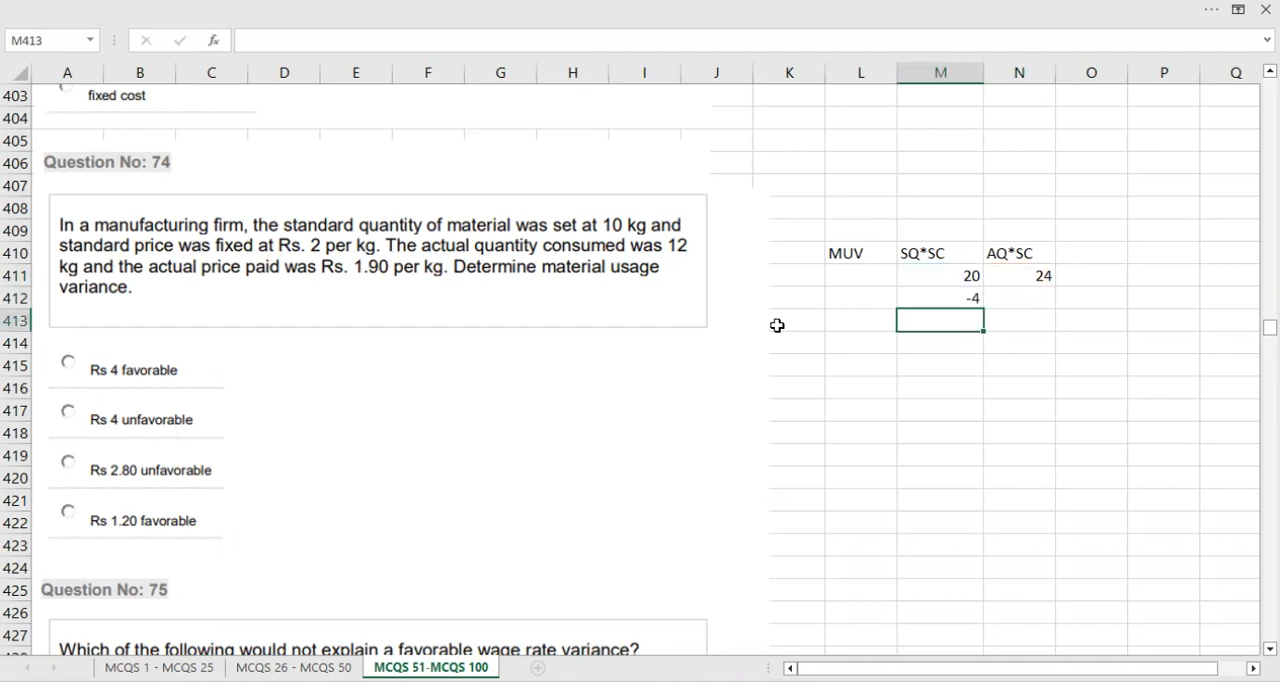 M413
fx
A B C D E F G H I J K L M N O P Q
403 fixed cost
404
405
406 Question No: 74
407
408
409 In a manufacturing firm, the standard quantity of material was set at 10 kg and
410 standard price was fixed at Rs. 2 per kg. The actual quantity consumed was 12 MUV SQ*SC AQ*SC
411 kg and the actual price paid was Rs. 1.90 per kg. Determine material usage 20 24
412 variance. -4
413
414
415 Rs 4 favorable
416
417 Rs 4 unfavorable
418
419
420 Rs 2.80 unfavorable
421
422 Rs 1.20 favorable
423
424
425 Question No: 75
426
427
Which of the following would not explain a favorable wage rate variance?
MCQS 1 - MCQS 25 MCQS 26 - MCQS 50 MCQS 51-MCQS 100